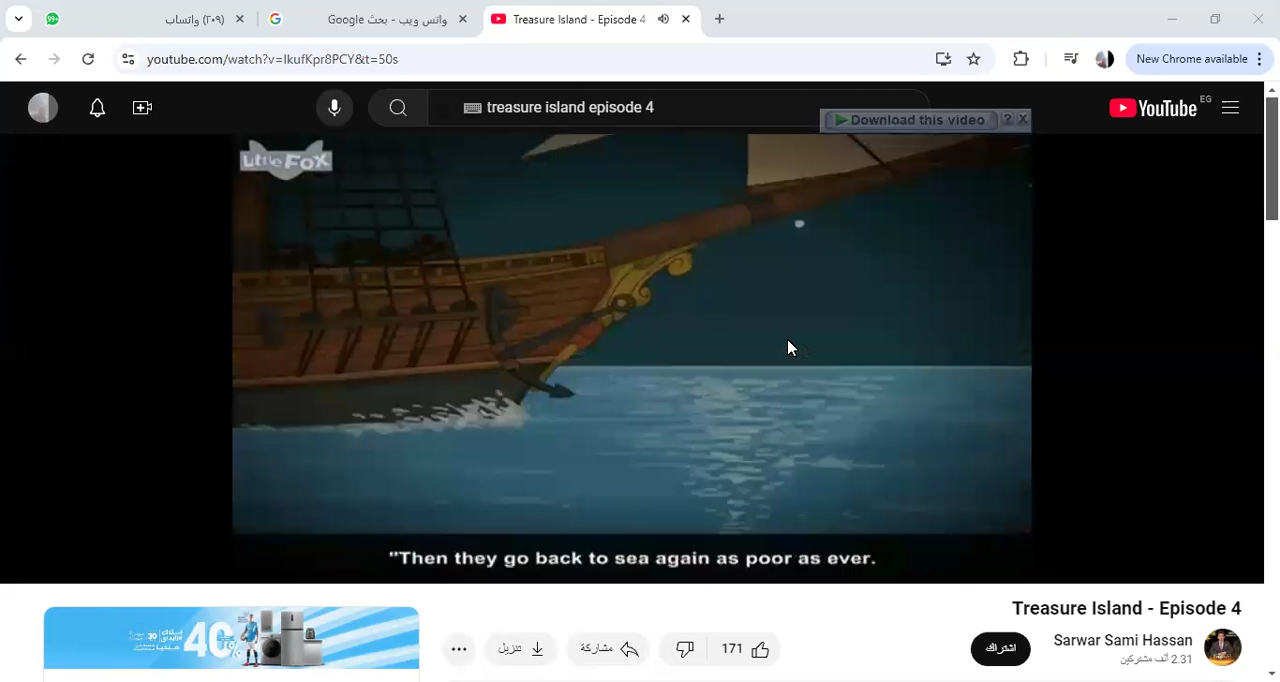 (٢٠٩) واتساب
واتس ويب - بحث Google
Treasure Island - Episode 4
youtube.com/watch?v=IkufKpr8PCY&t=50s
New Chrome available
treasure island episode 4
YouTube EG
Download this video ? X
Little Fox
"Then they go back to sea again as poor as ever.
Treasure Island - Episode 4
40%
تنزيل
مشاركة
171
اشتراك
Sarwar Sami Hassan
2.31 ألف مشتركين
99+